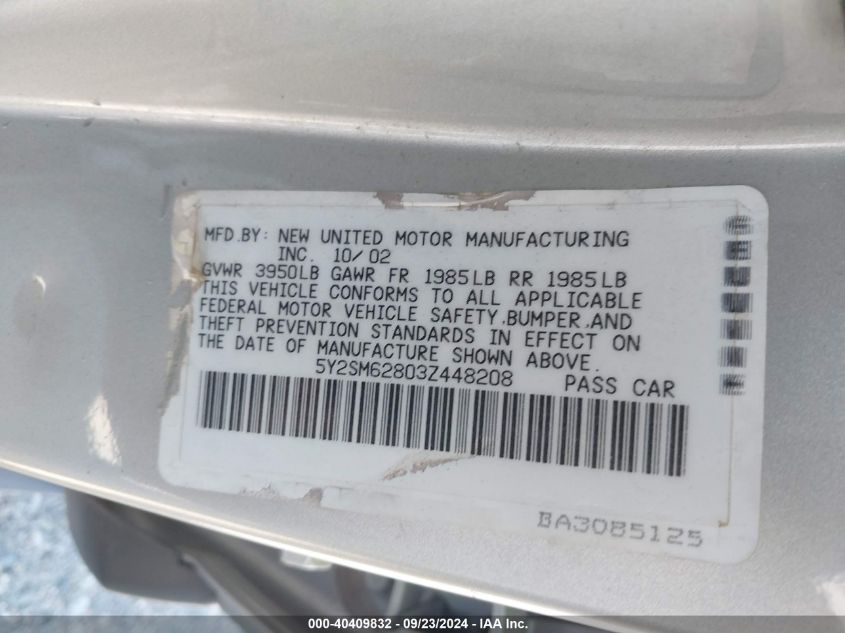 MFD.BY: NEW UNITED MOTOR MANUFACTURING
INC. 10/02
GVWR 3950LB GAWR FR 1985LB RR 1985LB
THIS VEHICLE CONFORMS TO ALL APPLICABLE
FEDERAL MOTOR VEHICLE SAFETY,BUMPER,AND
THEFT PREVENTION STANDARDS IN EFFECT ON
THE DATE OF MANUFACTURE SHOWN ABOVE.
5Y2SM62803Z448208 PASS CAR
BA3085125
000-40409832 - 09/23/2024 - IAA Inc.